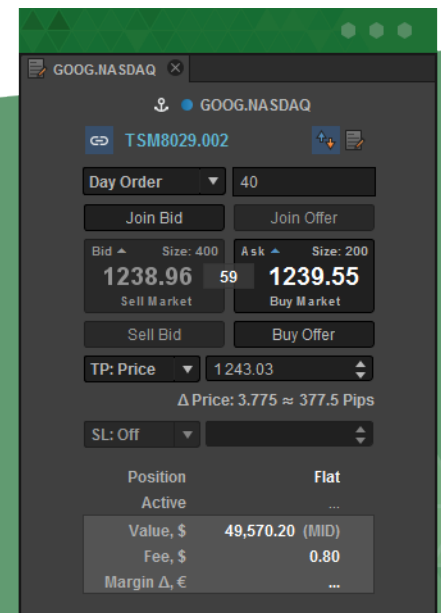 GOOG.NASDAQ
GOOG.NASDAQ
TSM8029.002
Day Order 40
Join Bid Join Offer
Bid Size: 400 Ask Size: 200
1238.96 59 1239.55
Sell Market Buy Market
Sell Bid Buy Offer
TP: Price 1243.03
Δ Price: 3.775 ≈ 377.5 Pips
SL: Off
Position Flat
Active ...
Value, $ 49,570.20 (MID)
Fee, $ 0.80
Margin Δ, € ...